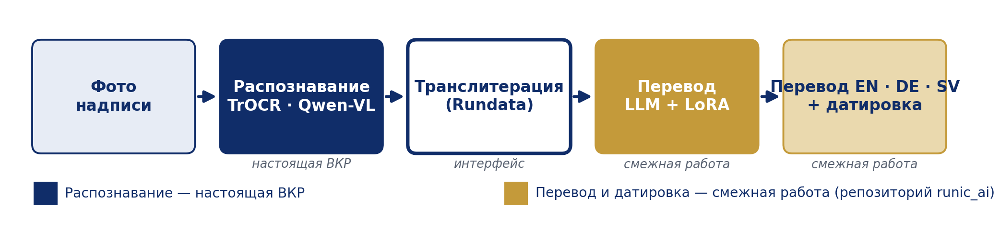 Фото
надписи
Распознавание
TrOCR · Qwen-VL
Транслитерация
(Rundata)
Перевод
LLM + LoRA
Перевод EN · DE · SV
+ датировка
настоящая ВКР
интерфейс
смежная работа
смежная работа
Распознавание — настоящая ВКР
Перевод и датировка — смежная работа (репозиторий runic_ai)